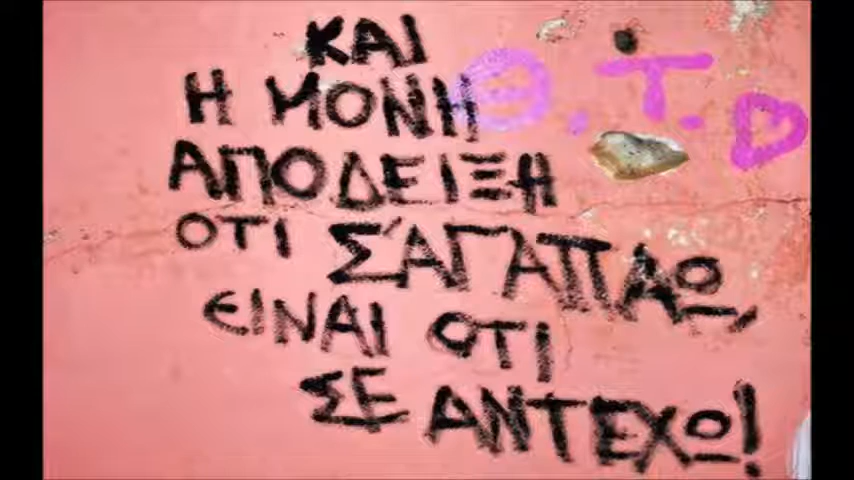 ΚΑΙ
Η ΜΟΝΗ
Θ.Τ.
ΑΠΟΔΕΙΞΗ
ΟΤΙ Σ'ΑΓΑΠΑΩ,
ΕΙΝΑΙ ΟΤΙ
ΣΕ ΑΝΤΕΧΩ!